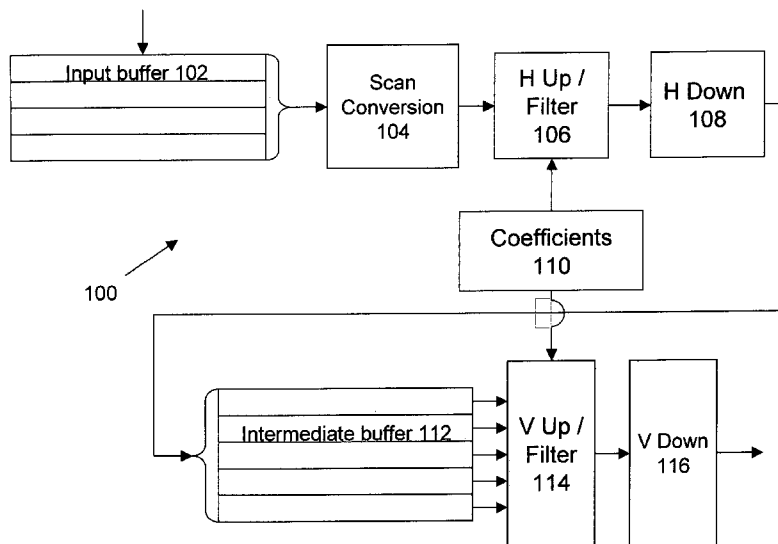 Input buffer 102
Scan
Conversion
104
H Up /
Filter
106
H Down
108
Coefficients
110
100
Intermediate buffer 112
V Up /
Filter
114
V Down
116